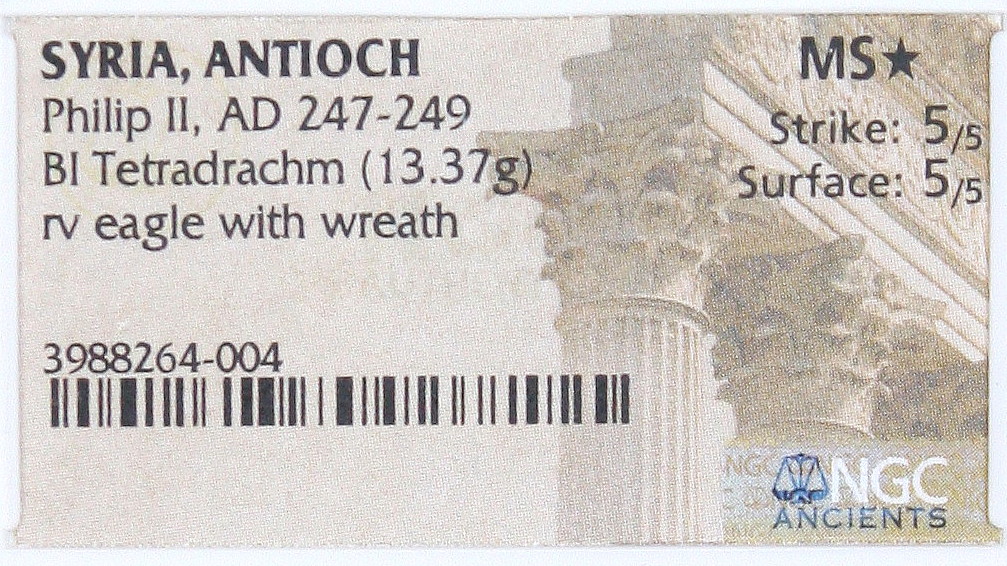 SYRIA, ANTIOCH
Philip II, AD 247-249
BI Tetradrachm (13.37g)
rv eagle with wreath
MS★
Strike: 5/5
Surface: 5/5
3988264-004
NGC
ANCIENTS